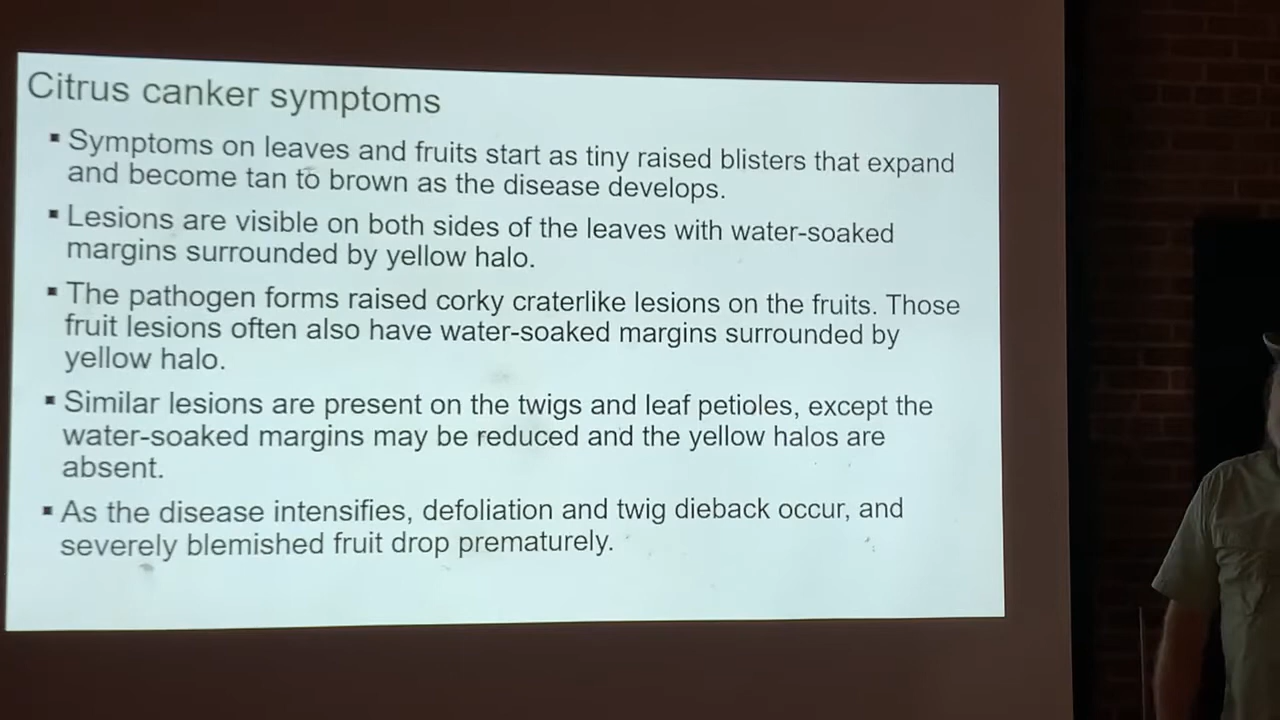 Citrus canker symptoms
▪ Symptoms on leaves and fruits start as tiny raised blisters that expand
and become tan to brown as the disease develops.
▪ Lesions are visible on both sides of the leaves with water-soaked
margins surrounded by yellow halo.
▪ The pathogen forms raised corky craterlike lesions on the fruits. Those
fruit lesions often also have water-soaked margins surrounded by
yellow halo.
▪ Similar lesions are present on the twigs and leaf petioles, except the
water-soaked margins may be reduced and the yellow halos are
absent.
▪ As the disease intensifies, defoliation and twig dieback occur, and
severely blemished fruit drop prematurely.